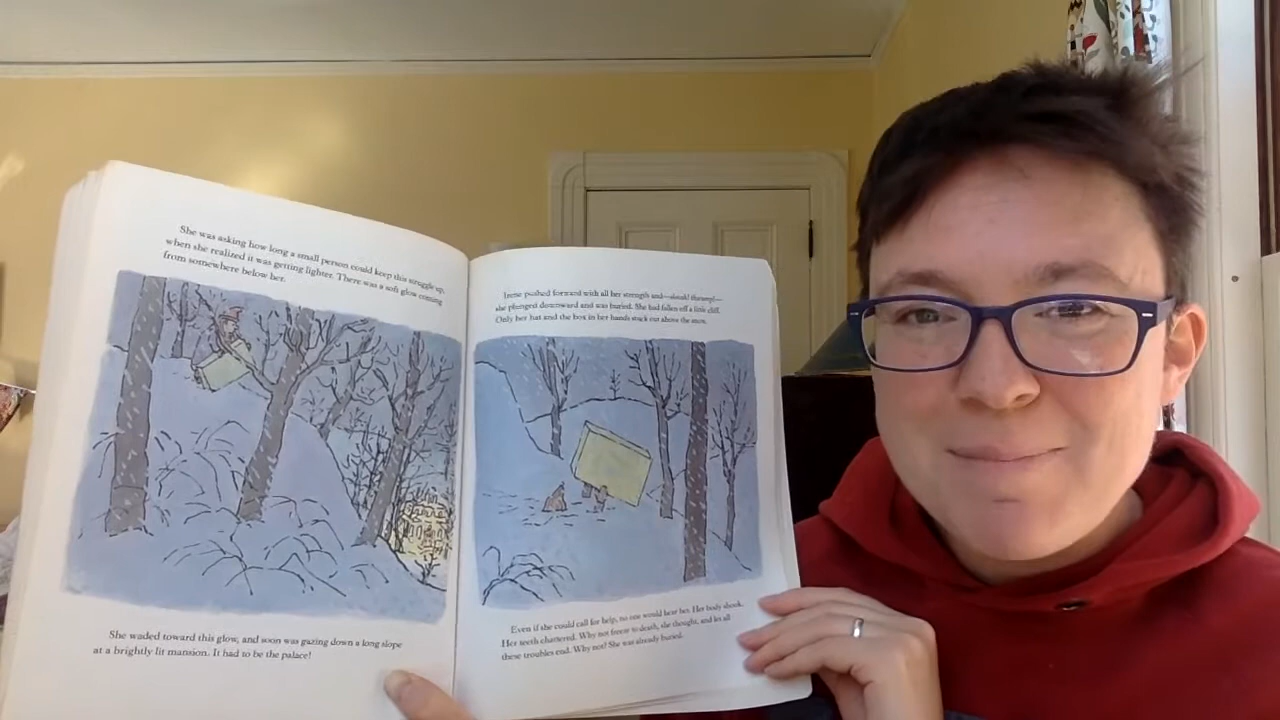 She was asking how long a small person could keep this struggle up,
when she realized it was getting lighter. There was a soft glow coming
from somewhere below her.
She waded toward this glow, and soon was gazing down a long slope
at a brightly lit mansion. It had to be the palace!
Irene pushed forward with all her strength and—sloosh! thwump!—
she plunged downward and was buried. She had fallen off a little cliff.
Only her hat and the box in her hands stuck out above the snow.
Even if she could call for help, no one would hear her. Her body shook.
Her teeth chattered. Why not freeze to death, she thought, and let all
these troubles end. Why not? She was already buried.